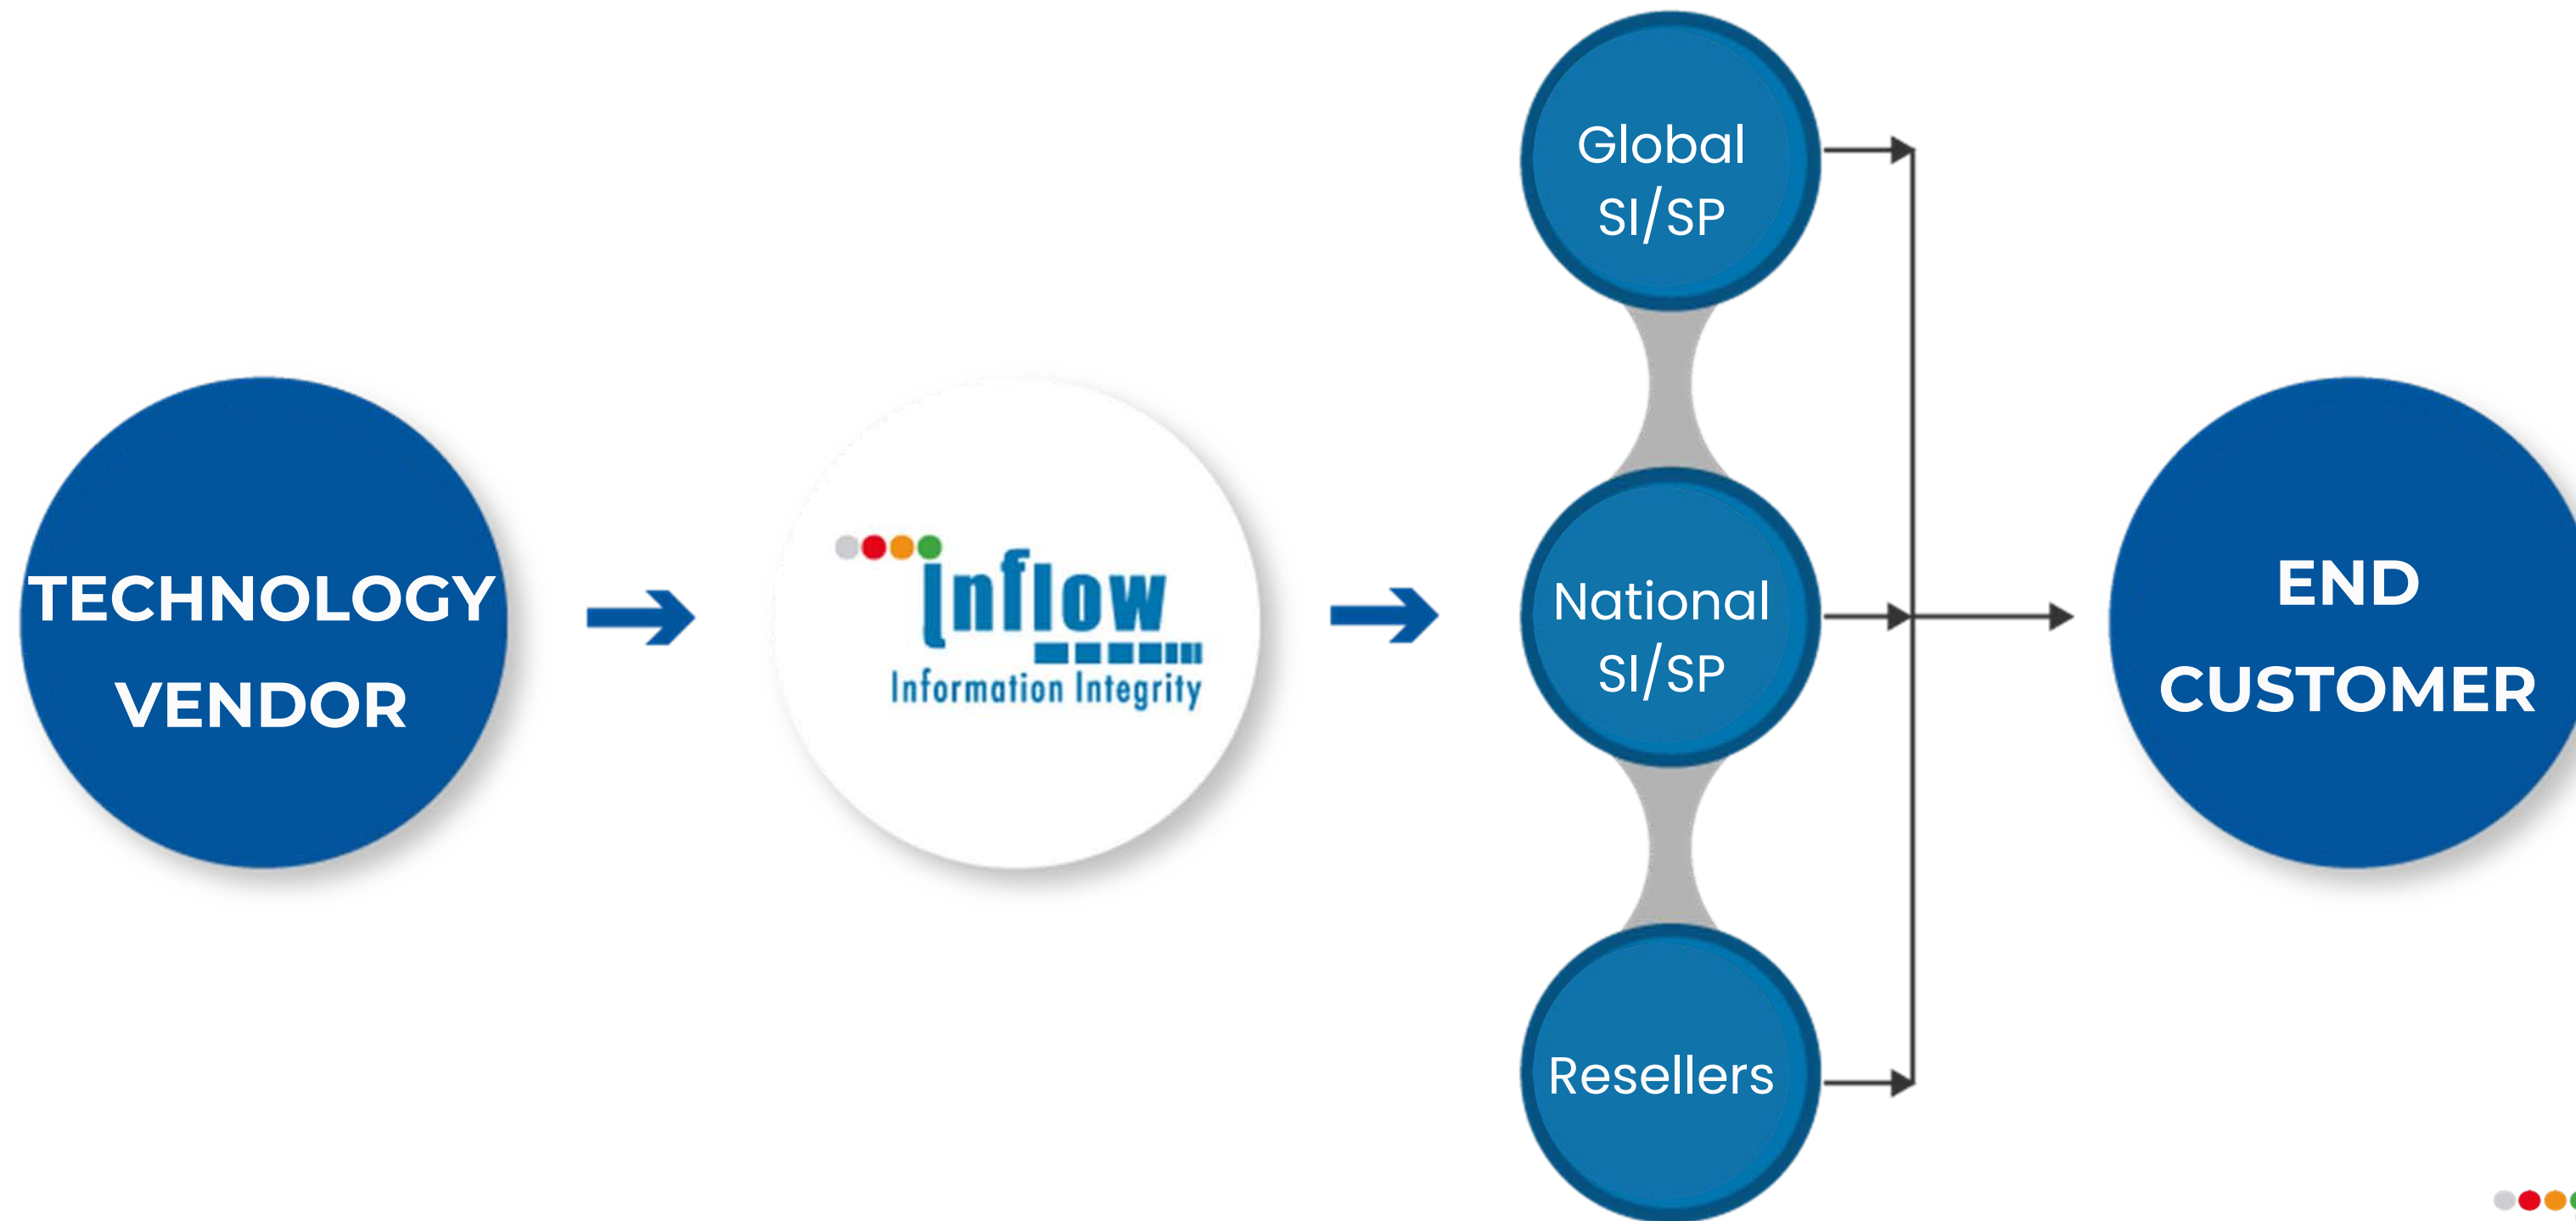 TECHNOLOGY
VENDOR
inflow
Information Integrity
Global
SI/SP
National
SI/SP
Resellers
END
CUSTOMER